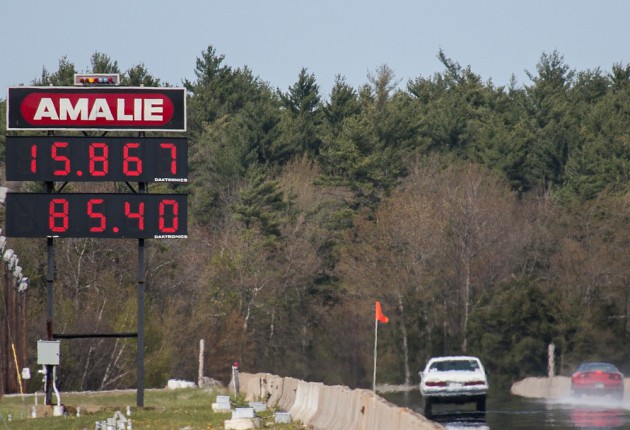 AMALIE
15.867
DAKTRONICS
85.40
DAKTRONICS